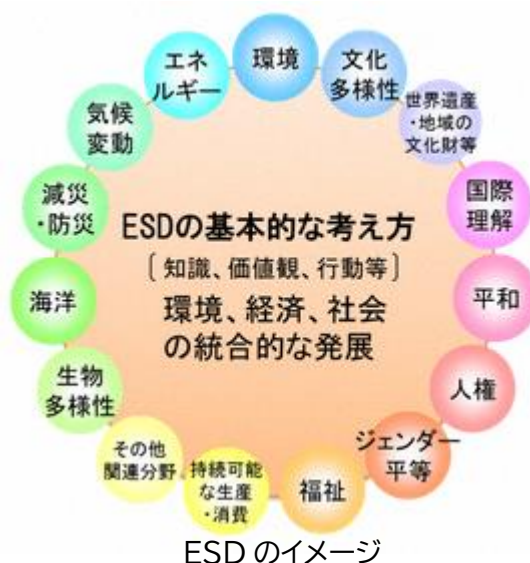 環境
文化
多様性
世界遺産
・地域の
文化財等
国際
理解
平和
人権
ジェンダー
平等
福祉
持続可能
な生産
・消費
その他
関連分野
生物
多様性
海洋
減災
・防災
気候
変動
エネ
ルギー
ESDの基本的な考え方
[知識、価値観、行動等]
環境、経済、社会
の統合的な発展
ESDのイメージ